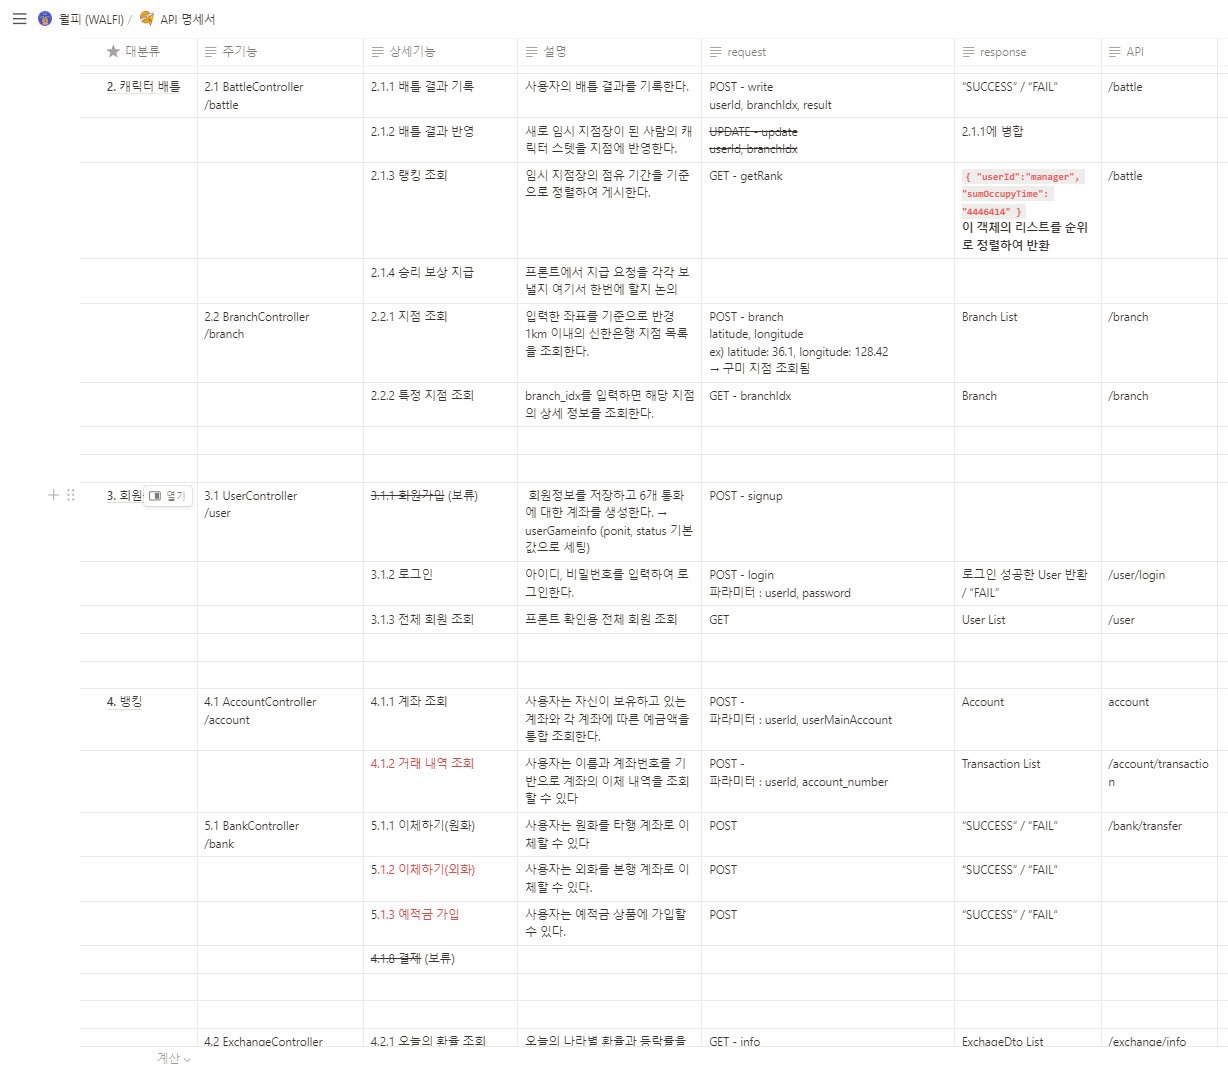 월피 (WALFI) / API 명세서
대분류 주기능 상세기능 설명 request response API
2. 캐릭터 배틀
2.1 BattleController
/battle
2.1.1 배틀 결과 기록
사용자의 배틀 결과를 기록한다.
POST - write
userId, branchIdx, result
“SUCCESS” / “FAIL”
/battle
2.1.2 배틀 결과 반영
새로 임시 지점장이 된 사람의 캐
릭터 스텟을 지점에 반영한다.
UPDATE - update
userId, branchIdx
2.1.1에 병합
2.1.3 랭킹 조회
임시 지점장의 점유 기간을 기준
으로 정렬하여 게시한다.
GET - getRank
{ "userId":"manager",
"sumOccupyTime":
"4446414" }
이 객체의 리스트를 순위
로 정렬하여 반환
/battle
2.1.4 승리 보상 지급
프론트에서 지급 요청을 각각 보
낼지 여기서 한번에 할지 논의
2.2 BranchController
/branch
2.2.1 지점 조회
입력한 좌표를 기준으로 반경
1km 이내의 신한은행 지점 목록
을 조회한다.
POST - branch
latitude, longitude
ex) latitude: 36.1, longitude: 128.42
→ 구미 지점 조회됨
Branch List
/branch
2.2.2 특정 지점 조회
branch_idx를 입력하면 해당 지점
의 상세 정보를 조회한다.
GET - branchIdx
Branch
/branch
3. 회원
열기
3.1 UserController
/user
3.1.1 회원가입 (보류)
회원정보를 저장하고 6개 통화
에 대한 계좌를 생성한다. →
userGameinfo (ponit, status 기본
값으로 세팅)
POST - signup
3.1.2 로그인
아이디, 비밀번호를 입력하여 로
그인한다.
POST - login
파라미터 : userId, password
로그인 성공한 User 반환
/ “FAIL”
/user/login
3.1.3 전체 회원 조회
프론트 확인용 전체 회원 조회
GET
User List
/user
4. 뱅킹
4.1 AccountController
/account
4.1.1 계좌 조회
사용자는 자신이 보유하고 있는
계좌와 각 계좌에 따른 예금액을
통합 조회한다.
POST -
파라미터 : userId, userMainAccount
Account
account
4.1.2 거래 내역 조회
사용자는 이름과 계좌번호를 기
반으로 계좌의 이체 내역을 조회
할 수 있다
POST -
파라미터 : userId, account_number
Transaction List
/account/transactio
n
5.1 BankController
/bank
5.1.1 이체하기(원화)
사용자는 원화를 타행 계좌로 이
체할 수 있다
POST
“SUCCESS” / “FAIL”
/bank/transfer
5.1.2 이체하기(외화)
사용자는 외화를 본행 계좌로 이
체할 수 있다.
POST
“SUCCESS” / “FAIL”
5.1.3 예적금 가입
사용자는 예적금 상품에 가입할
수 있다.
POST
“SUCCESS” / “FAIL”
4.1.8 결제 (보류)
4.2 ExchangeController
4.2.1 오늘의 환율 조회
오늘의 나라별 환율과 등락률을
GET - info
ExchageDto List
/exchange/info
계산